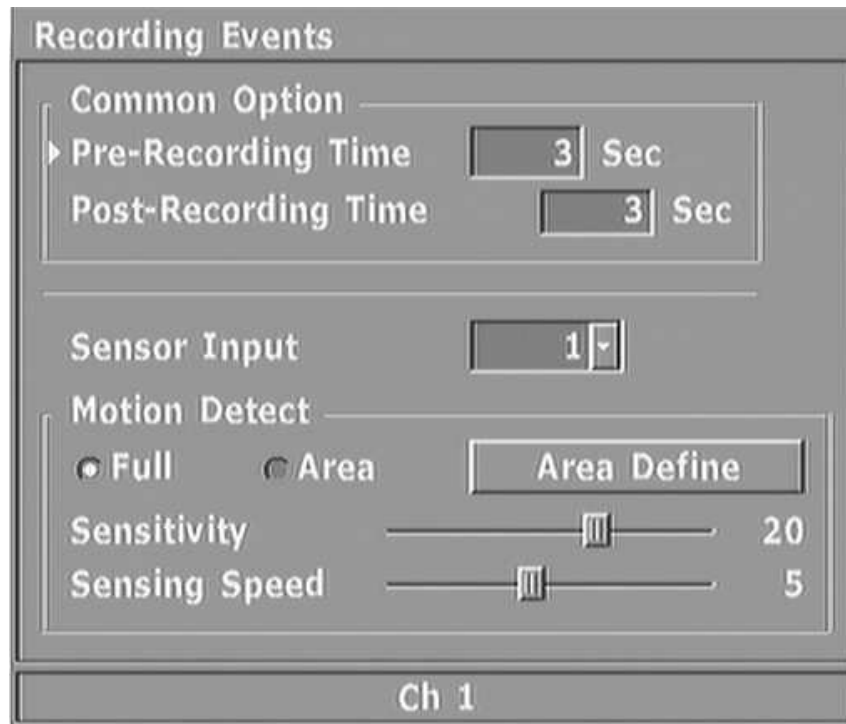 Recording Events
Common Option
Pre-Recording Time 3 Sec
Post-Recording Time 3 Sec
Sensor Input 1
Motion Detect
Full Area Area Define
Sensitivity 20
Sensing Speed 5
Ch 1